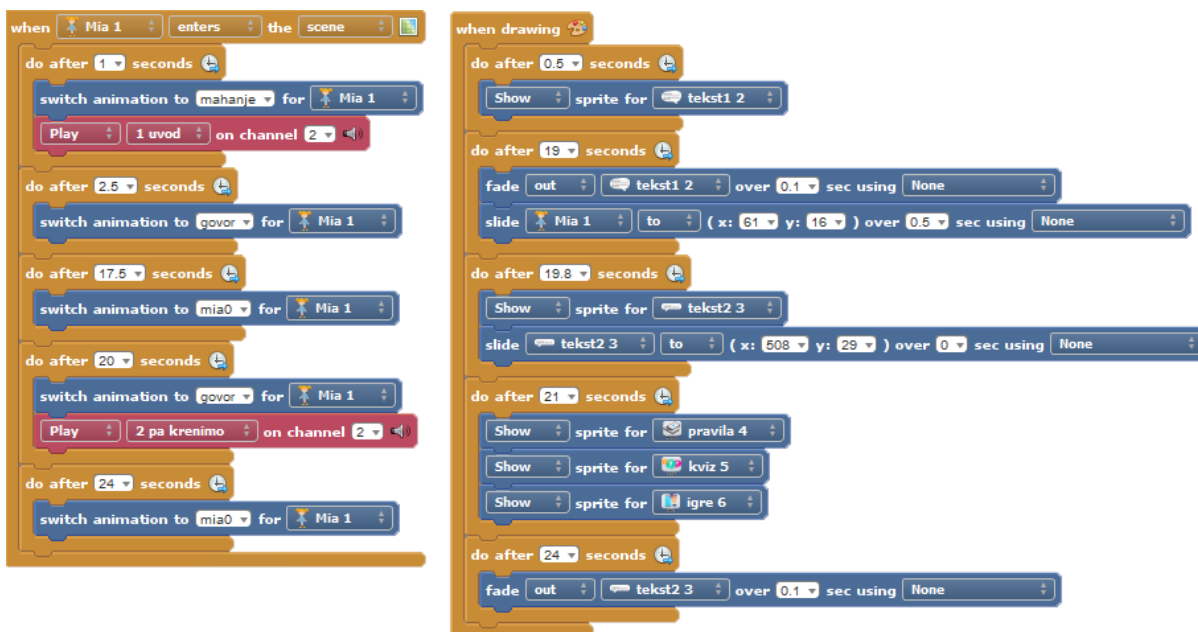 when Mia 1 enters the scene
do after 1 seconds
switch animation to mahanje for Mia 1
Play 1 uvod on channel 2
do after 2.5 seconds
switch animation to govor for Mia 1
do after 17.5 seconds
switch animation to mia0 for Mia 1
do after 20 seconds
switch animation to govor for Mia 1
Play 2 pa krenimo on channel 2
do after 24 seconds
switch animation to mia0 for Mia 1
when drawing
do after 0.5 seconds
Show sprite for tekst1 2
do after 19 seconds
fade out tekst1 2 over 0.1 sec using None
slide Mia 1 to ( x: 61 y: 16 ) over 0.5 sec using None
do after 19.8 seconds
Show sprite for tekst2 3
slide tekst2 3 to ( x: 508 y: 29 ) over 0 sec using None
do after 21 seconds
Show sprite for pravila 4
Show sprite for kviz 5
Show sprite for igre 6
do after 24 seconds
fade out tekst2 3 over 0.1 sec using None